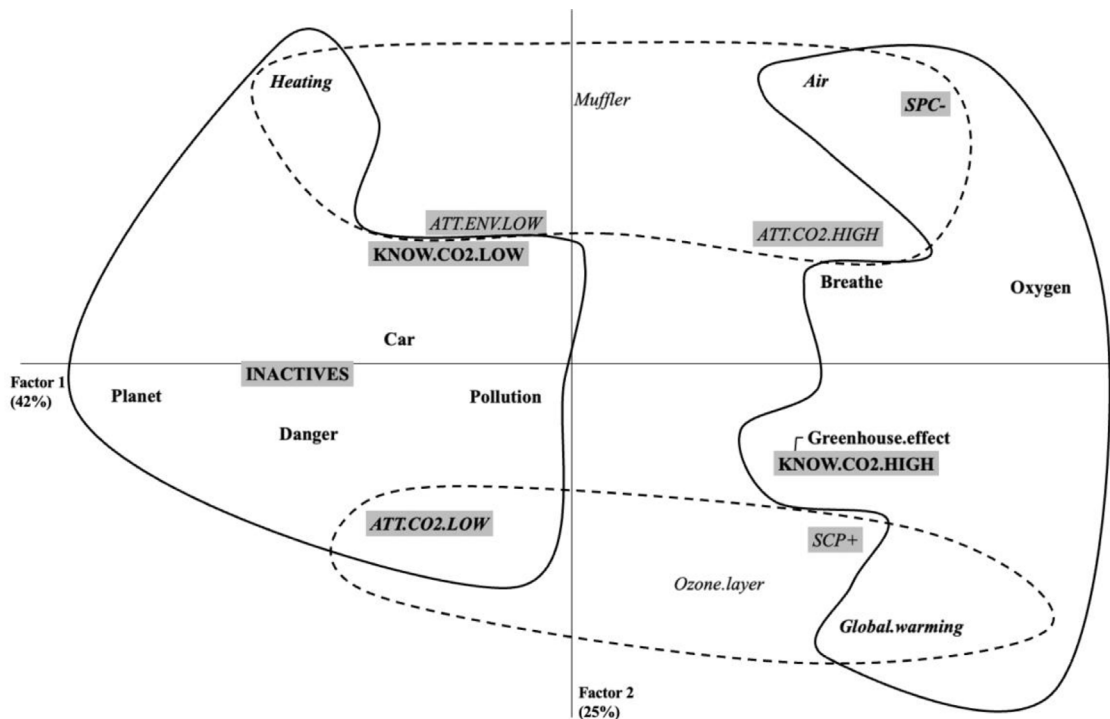 Heating
Air
Muffler
SPC-
ATT.ENV.LOW
ATT.CO2.HIGH
KNOW.CO2.LOW
Breathe
Oxygen
Car
INACTIVES
Factor 1
(42%)
Planet
Pollution
Danger
Greenhouse.effect
KNOW.CO2.HIGH
ATT.CO2.LOW
SCP+
Ozone.layer
Global.warming
Factor 2
(25%)